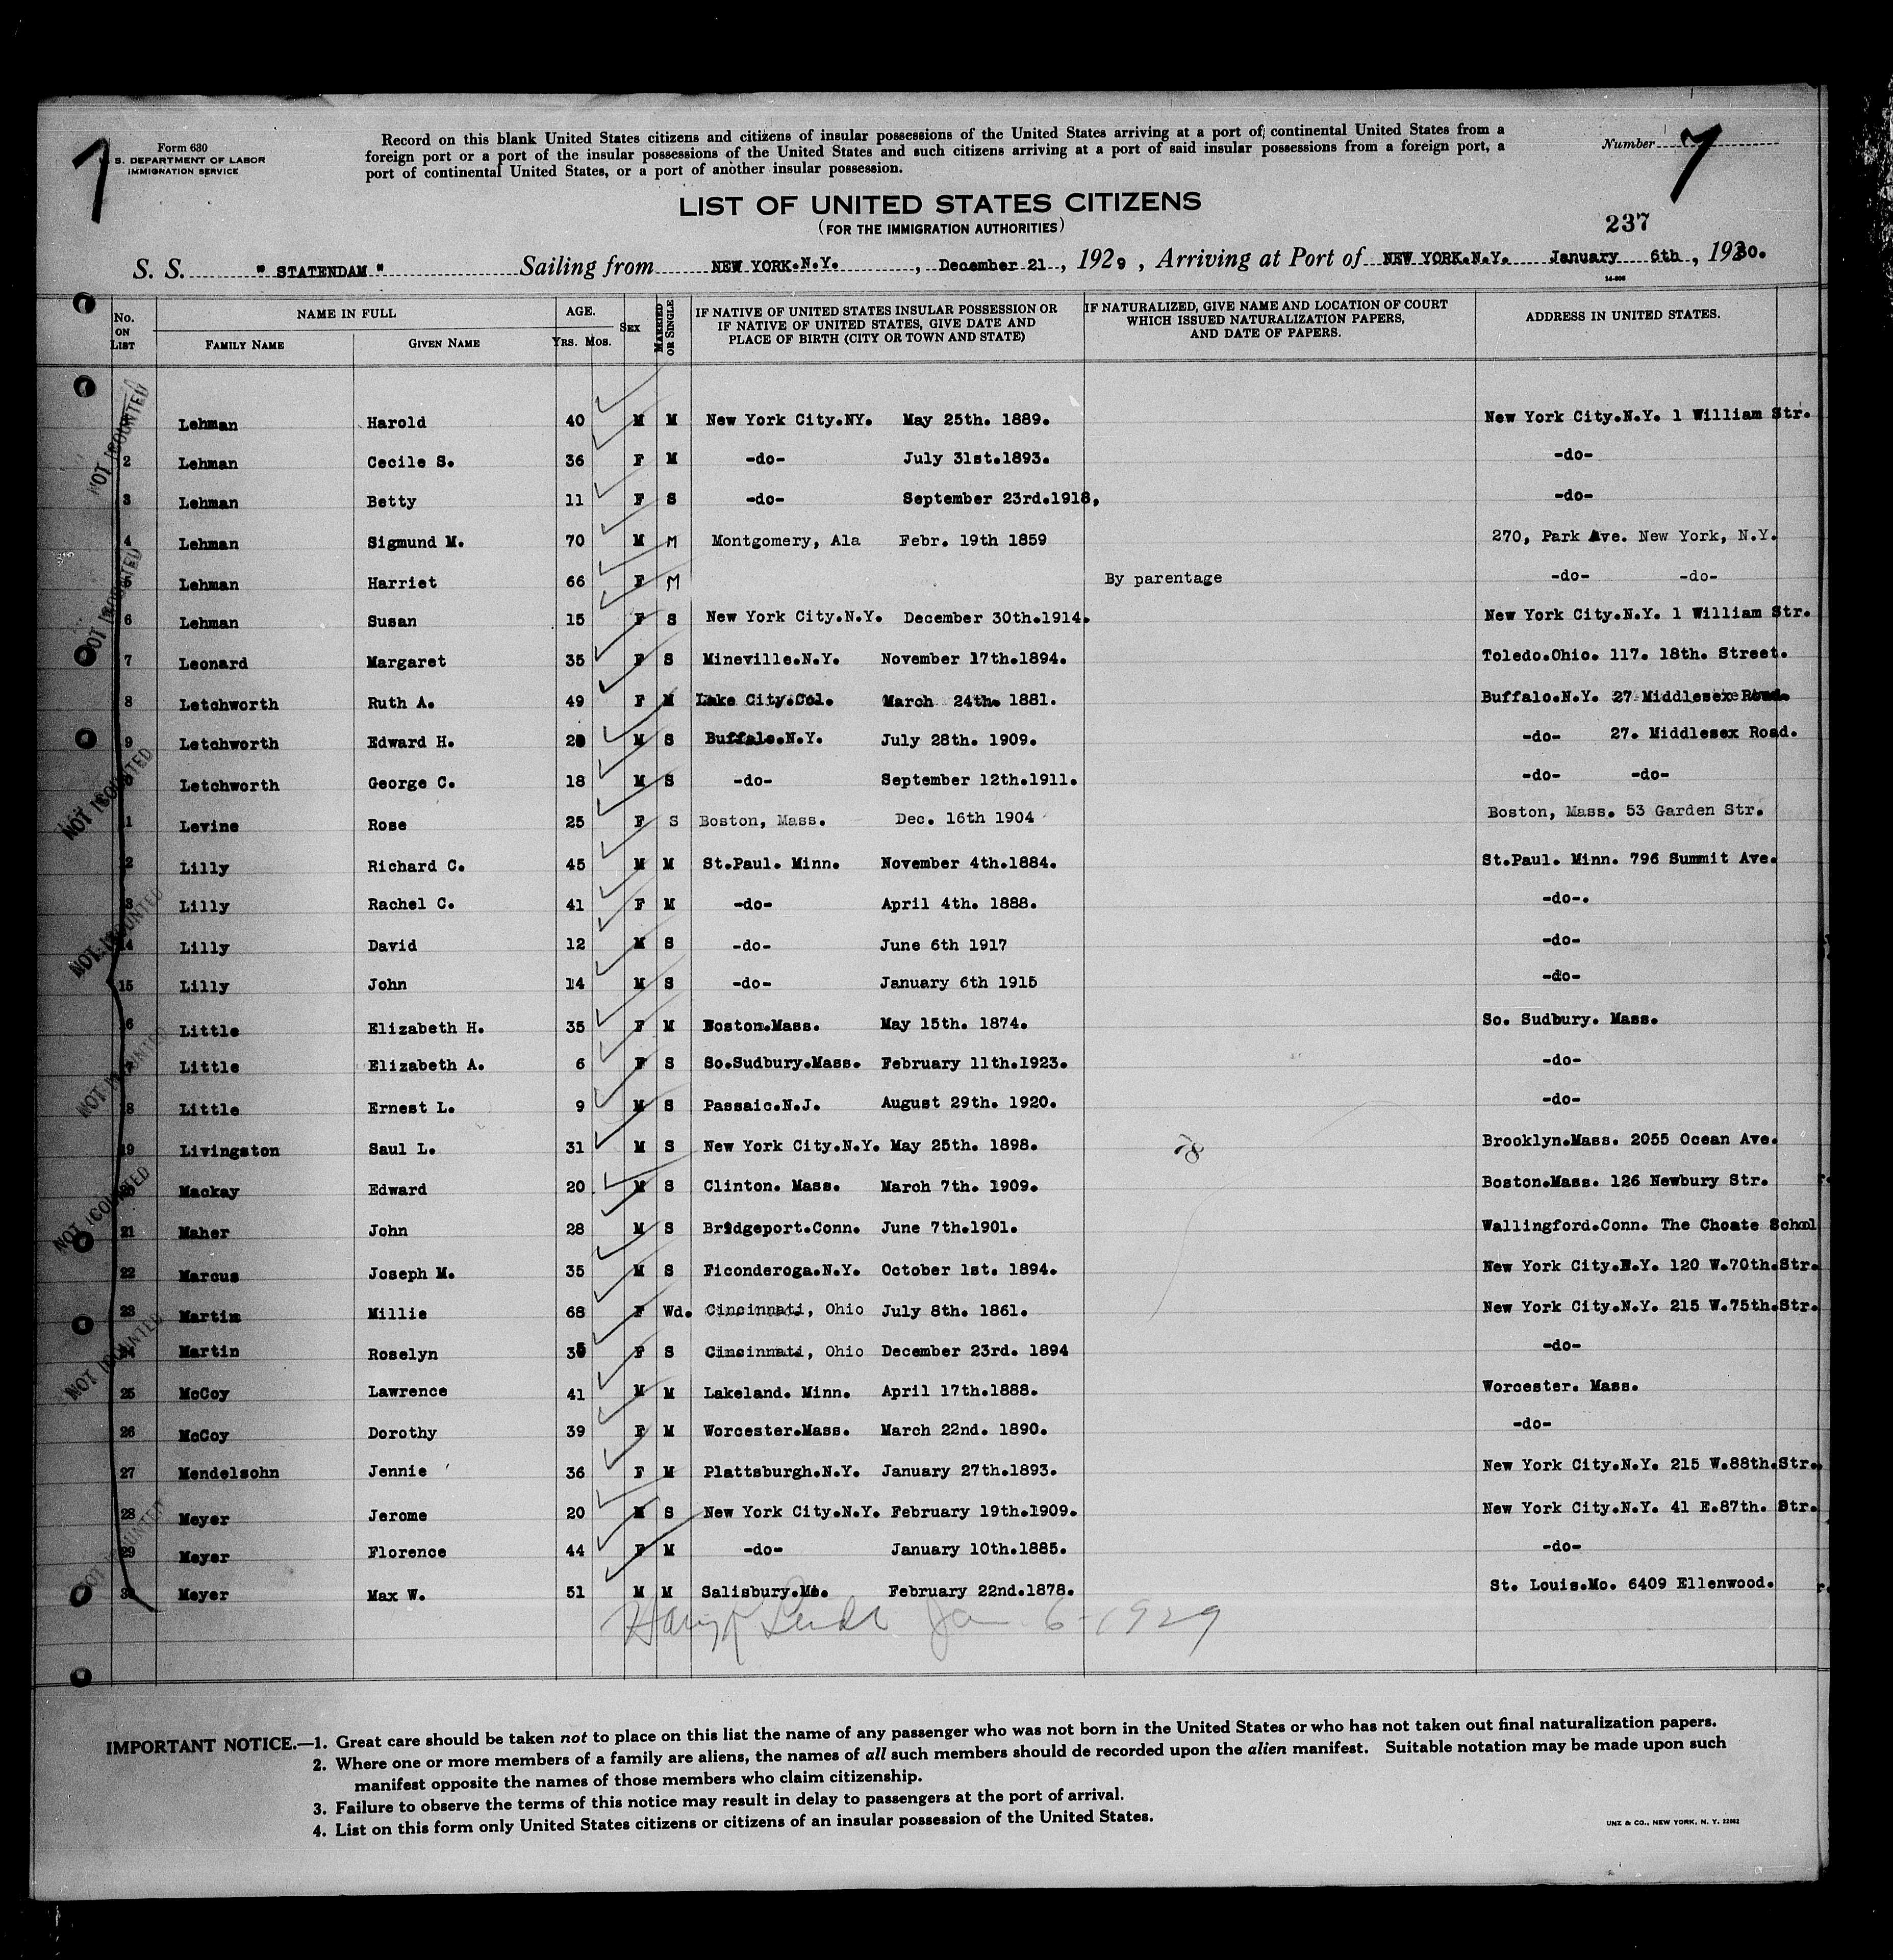 Form 630
S. DEPARTMENT OF LABOR
IMMIGRATION SERVICE
Record on this blank United States citizens and citizens of insular possessions of the United States arriving at a port of continental United States from a
foreign port or a port of the insular possessions of the United States and such citizens arriving at a port of said insular possessions from a foreign port, a
port of continental United States, or a port of another insular possession.
Number 7
7
LIST OF UNITED STATES CITIZENS
(FOR THE IMMIGRATION AUTHORITIES)
237
S. S. " STATENDAM " Sailing from NEW YORK.N.Y. , December 21 , 1929 , Arriving at Port of NEW YORK.N.Y. January 6th , 1930.
14-808
No. ON LIST NAME IN FULL FAMILY NAME GIVEN NAME AGE. YRS. MOS. SEX MARRIED OR SINGLE IF NATIVE OF UNITED STATES INSULAR POSSESSION OR IF NATIVE OF UNITED STATES, GIVE DATE AND PLACE OF BIRTH (CITY OR TOWN AND STATE) IF NATURALIZED, GIVE NAME AND LOCATION OF COURT WHICH ISSUED NATURALIZATION PAPERS, AND DATE OF PAPERS. ADDRESS IN UNITED STATES.
Lehman Harold 40 M M New York City.NY. May 25th. 1889. New York City.N.Y. 1 William Str.
2 Lehman Cecile S. 36 F M -do- July 31st.1893. -do-
3 Lehman Betty 11 F S -do- September 23rd.1918, -do-
4 Lehman Sigmund M. 70 M M Montgomery, Ala Febr. 19th 1859 270, Park Ave. New York, N.Y.
5 Lehman Harriet 66 F M By parentage -do- -do-
6 Lehman Susan 15 F S New York City.N.Y. December 30th.1914. New York City.N.Y. 1 William Str.
7 Leonard Margaret 35 F S Mineville.N.Y. November 17th.1894. Toledo.Ohio. 117. 18th. Street.
8 Letchworth Ruth A. 49 F M Lake City.Col. March 24th. 1881. Buffalo.N.Y. 27 Middlesex Road.
9 Letchworth Edward H. 20 M S Buffalo.N.Y. July 28th. 1909. -do- 27. Middlesex Road.
0 Letchworth George C. 18 M S -do- September 12th.1911. -do- -do-
1 Levine Rose 25 F S Boston, Mass. Dec. 16th 1904 Boston, Mass. 53 Garden Str.
2 Lilly Richard C. 45 M M St.Paul. Minn. November 4th.1884. St.Paul. Minn. 796 Summit Ave.
3 Lilly Rachel C. 41 F M -do- April 4th. 1888. -do-.
14 Lilly David 12 M S -do- June 6th 1917 -do-
15 Lilly John 14 M S -do- January 6th 1915 -do-
6 Little Elizabeth H. 35 F M Boston.Mass. May 15th. 1874. So. Sudbury. Mass.
7 Little Elizabeth A. 6 F S So.Sudbury.Mass. February 11th.1923. -do-
8 Little Ernest L. 9 M S Passaic.N.J. August 29th. 1920. -do-
19 Livingston Saul L. 31 M S New York City.N.Y. May 25th. 1898. 78 Brooklyn.Mass. 2055 Ocean Ave.
20 Mackay Edward 20 M S Clinton. Mass. March 7th. 1909. Boston.Mass. 126 Newbury Str.
21 Maher John 28 M S Bridgeport.Conn. June 7th.1901. Wallingford.Conn. The Choate School
22 Marcus Joseph M. 35 M S Ficonderoga.N.Y. October 1st. 1894. New York City.N.Y. 120 W.70th.Str.
23 Martin Millie 68 F Wd. Cincinnati, Ohio July 8th. 1861. New York City.N.Y. 215 W.75th.Str.
24 Martin Roselyn 35 F S Cincinnati, Ohio December 23rd. 1894 -do-
25 McCoy Lawrence 41 M M Lakeland. Minn. April 17th.1888. Worcester. Mass.
26 McCoy Dorothy 39 F M Worcester.Mass. March 22nd. 1890. -do-
27 Mendelsohn Jennie 36 F M Plattsburgh.N.Y. January 27th.1893. New York City.N.Y. 215 W.88th.Str.
28 Meyer Jerome 20 M S New York City.N.Y. February 19th.1909. New York City.N.Y. 41 E.87th. Str.
29 Meyer Florence 44 F M -do- January 10th.1885. -do-
30 Meyer Max W. 51 M M Salisbury.Mo. February 22nd.1878. St. Louis.Mo. 6409 Ellenwood.
Jan. 6-1929
IMPORTANT NOTICE.—1. Great care should be taken not to place on this list the name of any passenger who was not born in the United States or who has not taken out final naturalization papers.
2. Where one or more members of a family are aliens, the names of all such members should de recorded upon the alien manifest. Suitable notation may be made upon such
manifest opposite the names of those members who claim citizenship.
3. Failure to observe the terms of this notice may result in delay to passengers at the port of arrival.
4. List on this form only United States citizens or citizens of an insular possession of the United States.
UNZ & CO., NEW YORK, N. Y. 22062